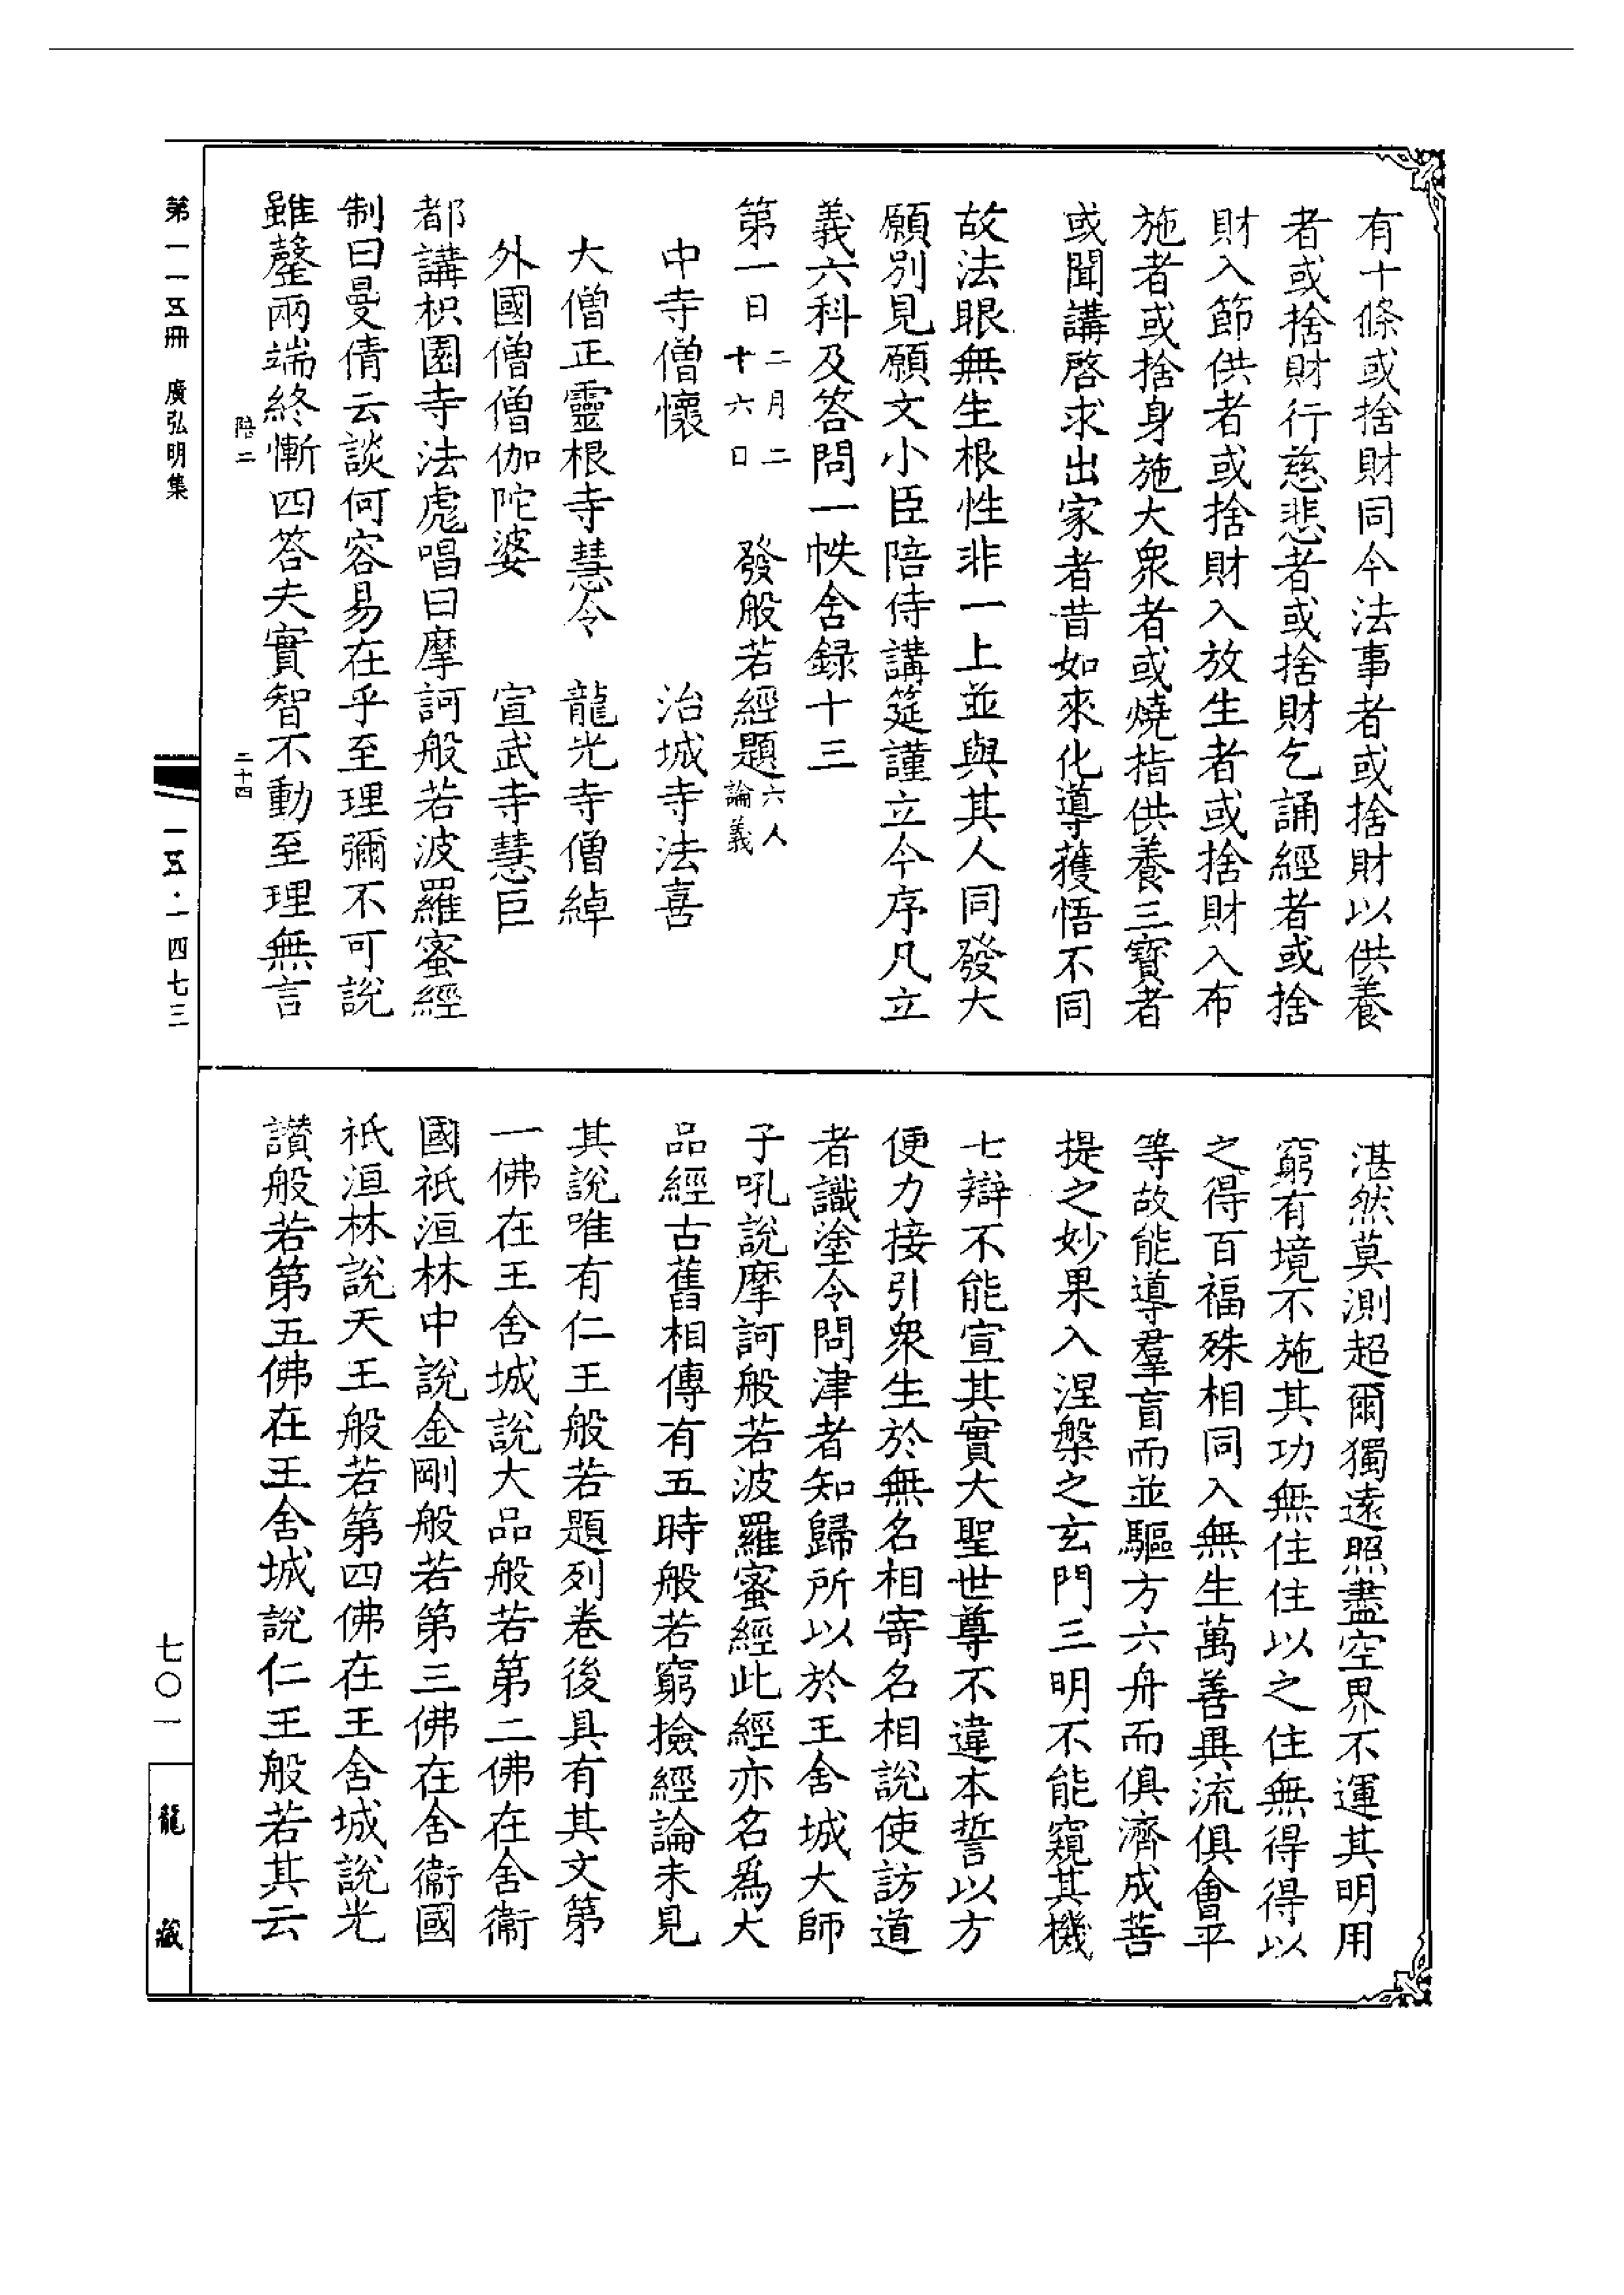 有十條或捨財同今法事者或捨財以供養
者或捨財行慈悲者或捨財乞誦經者或捨
財入節供者或捨財入放生者或捨財入布
施者或捨身施大衆者或燒指供養三寶者
或聞講啓求出家者昔如來化導獲悟不同
故法眼無生根性非一上並與其人同發大
願別見願文小臣陪侍講筵謹立今序凡立
義六科及答問一帙合録十三
第一日二月二十六日 發般若經題六人論義
中寺僧懷 治城寺法喜
大僧正靈根寺慧令 龍光寺僧綽
外國僧僧伽陀婆 宣武寺慧巨
都講枳園寺法彪唱曰摩訶般若波羅蜜經
制曰曼倩云談何容易在乎至理彌不可説
雖罄兩端終慚四答夫實智不動至理無言
陪二 二十四
湛然莫測超爾獨遠照盡空界不運其明用
窮有境不施其功無住住以之住無得得以
之得百福殊相同入無生萬善異流俱會平
等故能導羣盲而並驅方六舟而俱濟成菩
提之妙果入涅槃之玄門三明不能窺其機
七辯不能宣其實大聖世尊不違本誓以方
便力接引衆生於無名相寄名相説使訪道
者識塗令問津者知歸所以於王舍城大師
子吼説摩訶般若波羅蜜經此經亦名爲大
品經古舊相傳有五時般若窮撿經論未見
其説唯有仁王般若題列卷後具有其文第
一佛在王舍城説大品般若第二佛在舍衞
國祇洹林中説金剛般若第三佛在舍衞國
祇洹林説天王般若第四佛在王舍城説光
讚般若第五佛在王舍城説仁王般若其云
第一一五冊 廣弘明集 一一五·一四七三
七〇一 龍藏